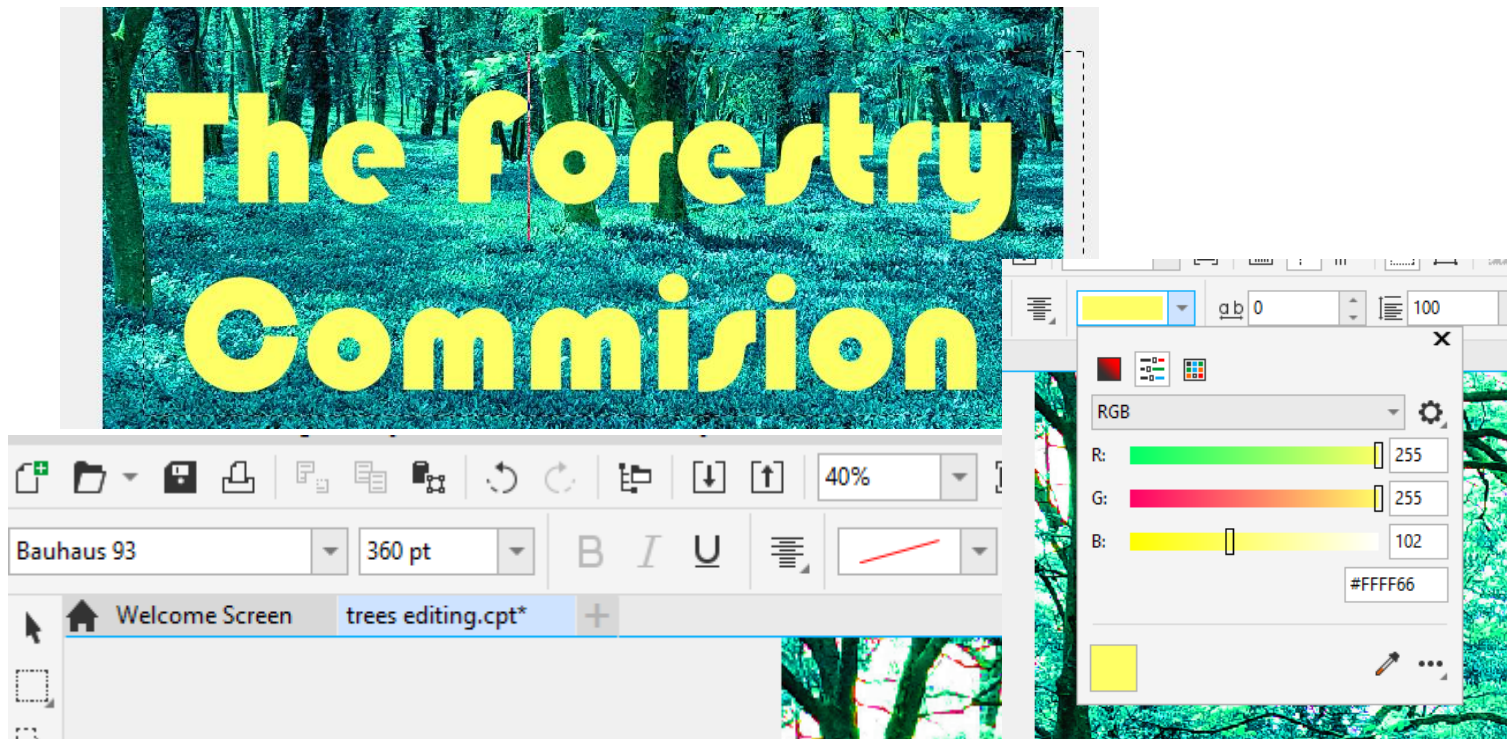 The Forestry
Commision
ab 0 100
RGB
R: 255
G: 255
B: 102
#FFFF66
40%
Bauhaus 93 360 pt B I U
Welcome Screen trees editing.cpt*